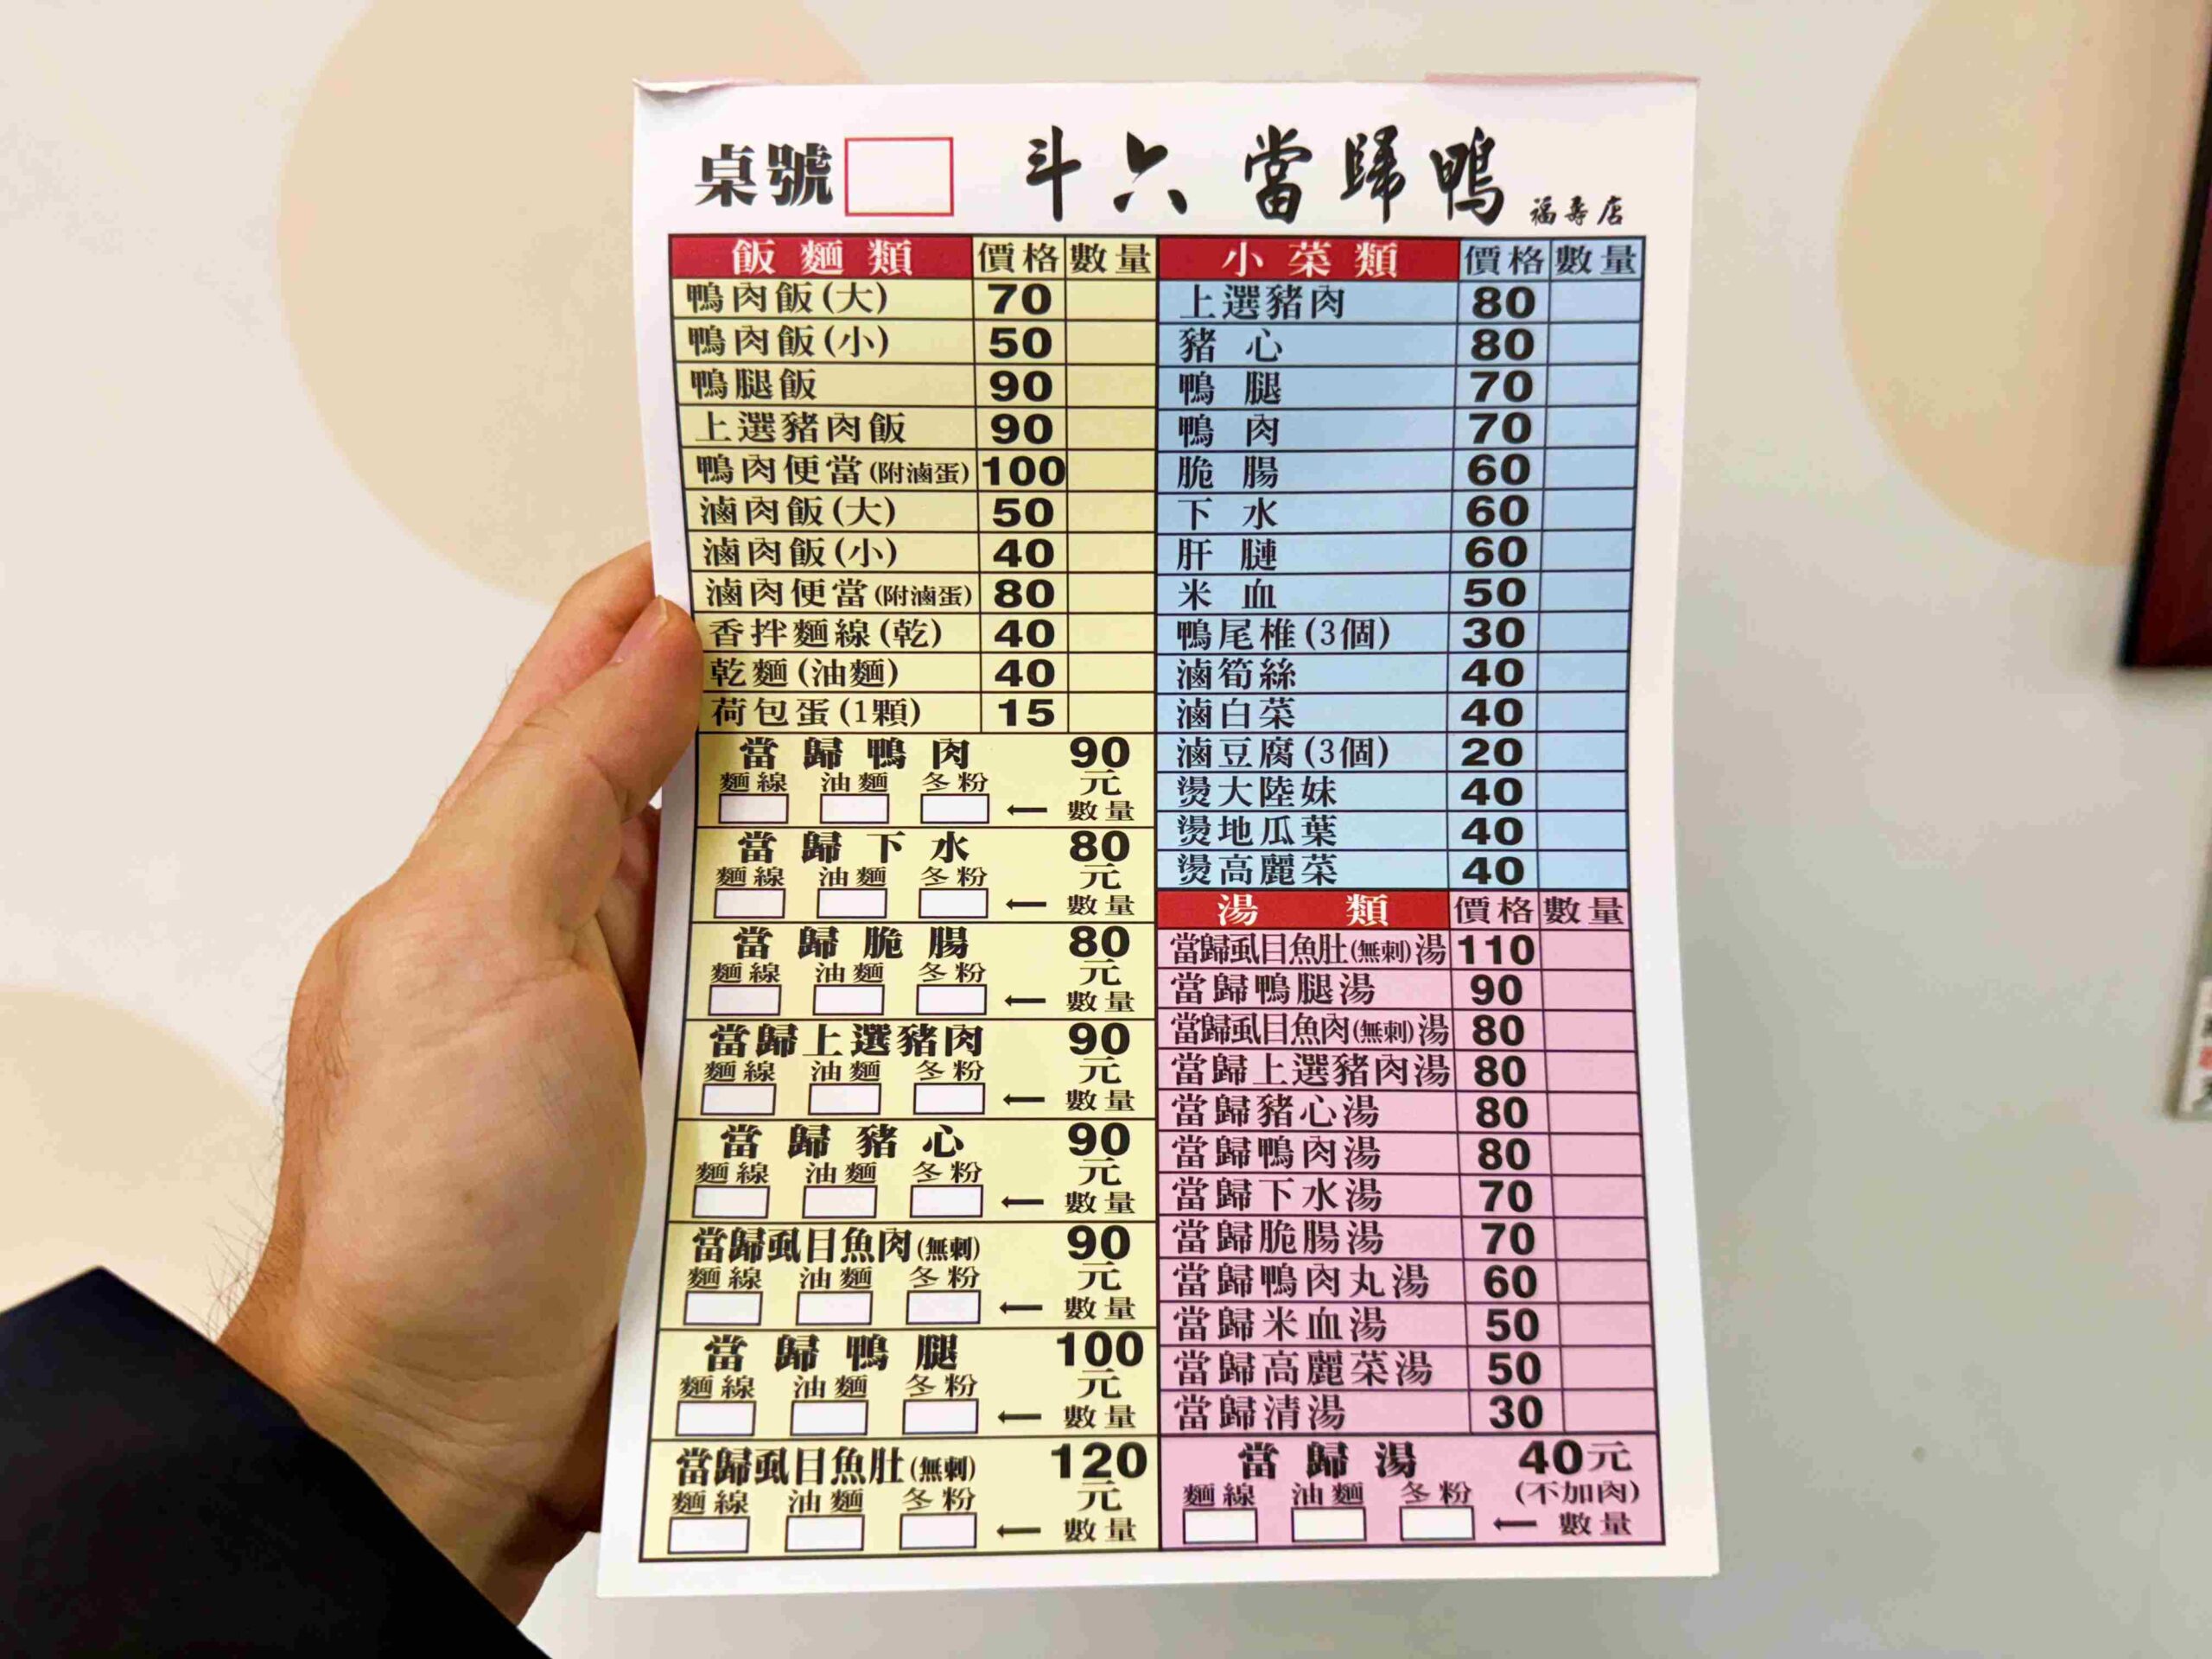 桌號 斗六當歸鴨 福壽店
飯麵類 價格 數量
鴨肉飯(大) 70
鴨肉飯(小) 50
鴨腿飯 90
上選豬肉飯 90
鴨肉便當(附滷蛋) 100
滷肉飯(大) 50
滷肉飯(小) 40
滷肉便當(附滷蛋) 80
香拌麵線(乾) 40
乾麵(油麵) 40
荷包蛋(1顆) 15
當歸鴨肉 90
麵線 油麵 冬粉 元
← 數量
當歸下水 80
麵線 油麵 冬粉 元
← 數量
當歸脆腸 80
麵線 油麵 冬粉 元
← 數量
當歸上選豬肉 90
麵線 油麵 冬粉 元
← 數量
當歸豬心 90
麵線 油麵 冬粉 元
← 數量
當歸虱目魚肉(無刺) 90
麵線 油麵 冬粉 元
← 數量
當歸鴨腿 100
麵線 油麵 冬粉 元
← 數量
當歸虱目魚肚(無刺) 120
麵線 油麵 冬粉 元
← 數量
小菜類 價格 數量
上選豬肉 80
豬心 80
鴨腿 70
鴨肉 70
脆腸 60
下水 60
肝腱 60
米血 50
鴨尾椎(3個) 30
滷筍絲 40
滷白菜 40
滷豆腐(3個) 20
燙大陸妹 40
燙地瓜葉 40
燙高麗菜 40
湯類 價格 數量
當歸虱目魚肚(無刺)湯 110
當歸鴨腿湯 90
當歸虱目魚肉(無刺)湯 80
當歸上選豬肉湯 80
當歸豬心湯 80
當歸鴨肉湯 80
當歸下水湯 70
當歸脆腸湯 70
當歸鴨肉丸湯 60
當歸米血湯 50
當歸高麗菜湯 50
當歸清湯 30
當歸湯 40元
麵線 油麵 冬粉 (不加肉)
← 數量